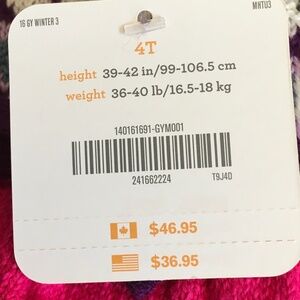 16 GY WINTER 3
MHTU3
4T
height 39-42 in/99-106.5 cm
weight 36-40 lb/16.5-18 kg
140161691-GYM001
241662224 T9J4D
$46.95
$36.95